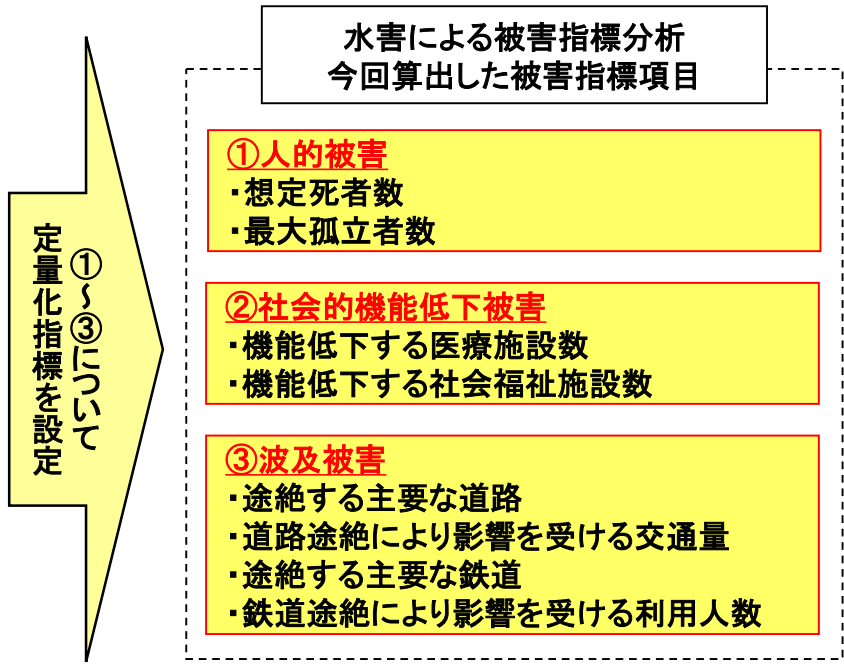 水害による被害指標分析
今回算出した被害指標項目
①～③について
定量化指標を設定
①人的被害
・想定死者数
・最大孤立者数
②社会的機能低下被害
・機能低下する医療施設数
・機能低下する社会福祉施設数
③波及被害
・途絶する主要な道路
・道路途絶により影響を受ける交通量
・途絶する主要な鉄道
・鉄道途絶により影響を受ける利用人数